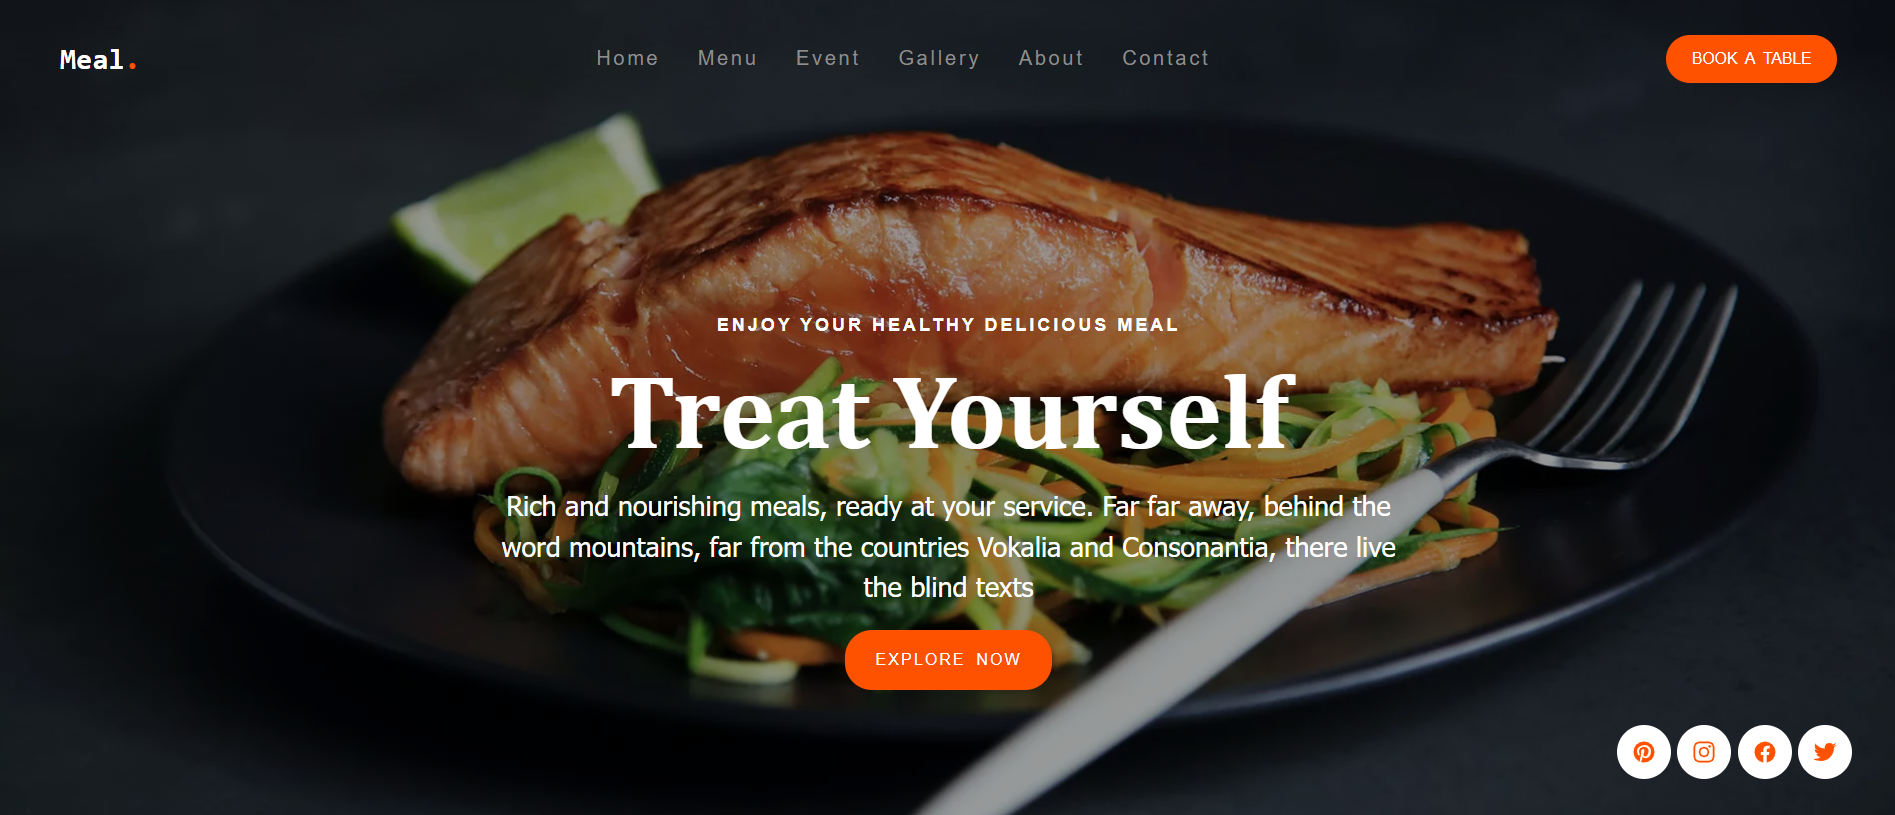 Meal.
Home Menu Event Gallery About Contact
BOOK A TABLE
ENJOY YOUR HEALTHY DELICIOUS MEAL
Treat Yourself
Rich and nourishing meals, ready at your service. Far far away, behind the
word mountains, far from the countries Vokalia and Consonantia, there live
the blind texts
EXPLORE NOW